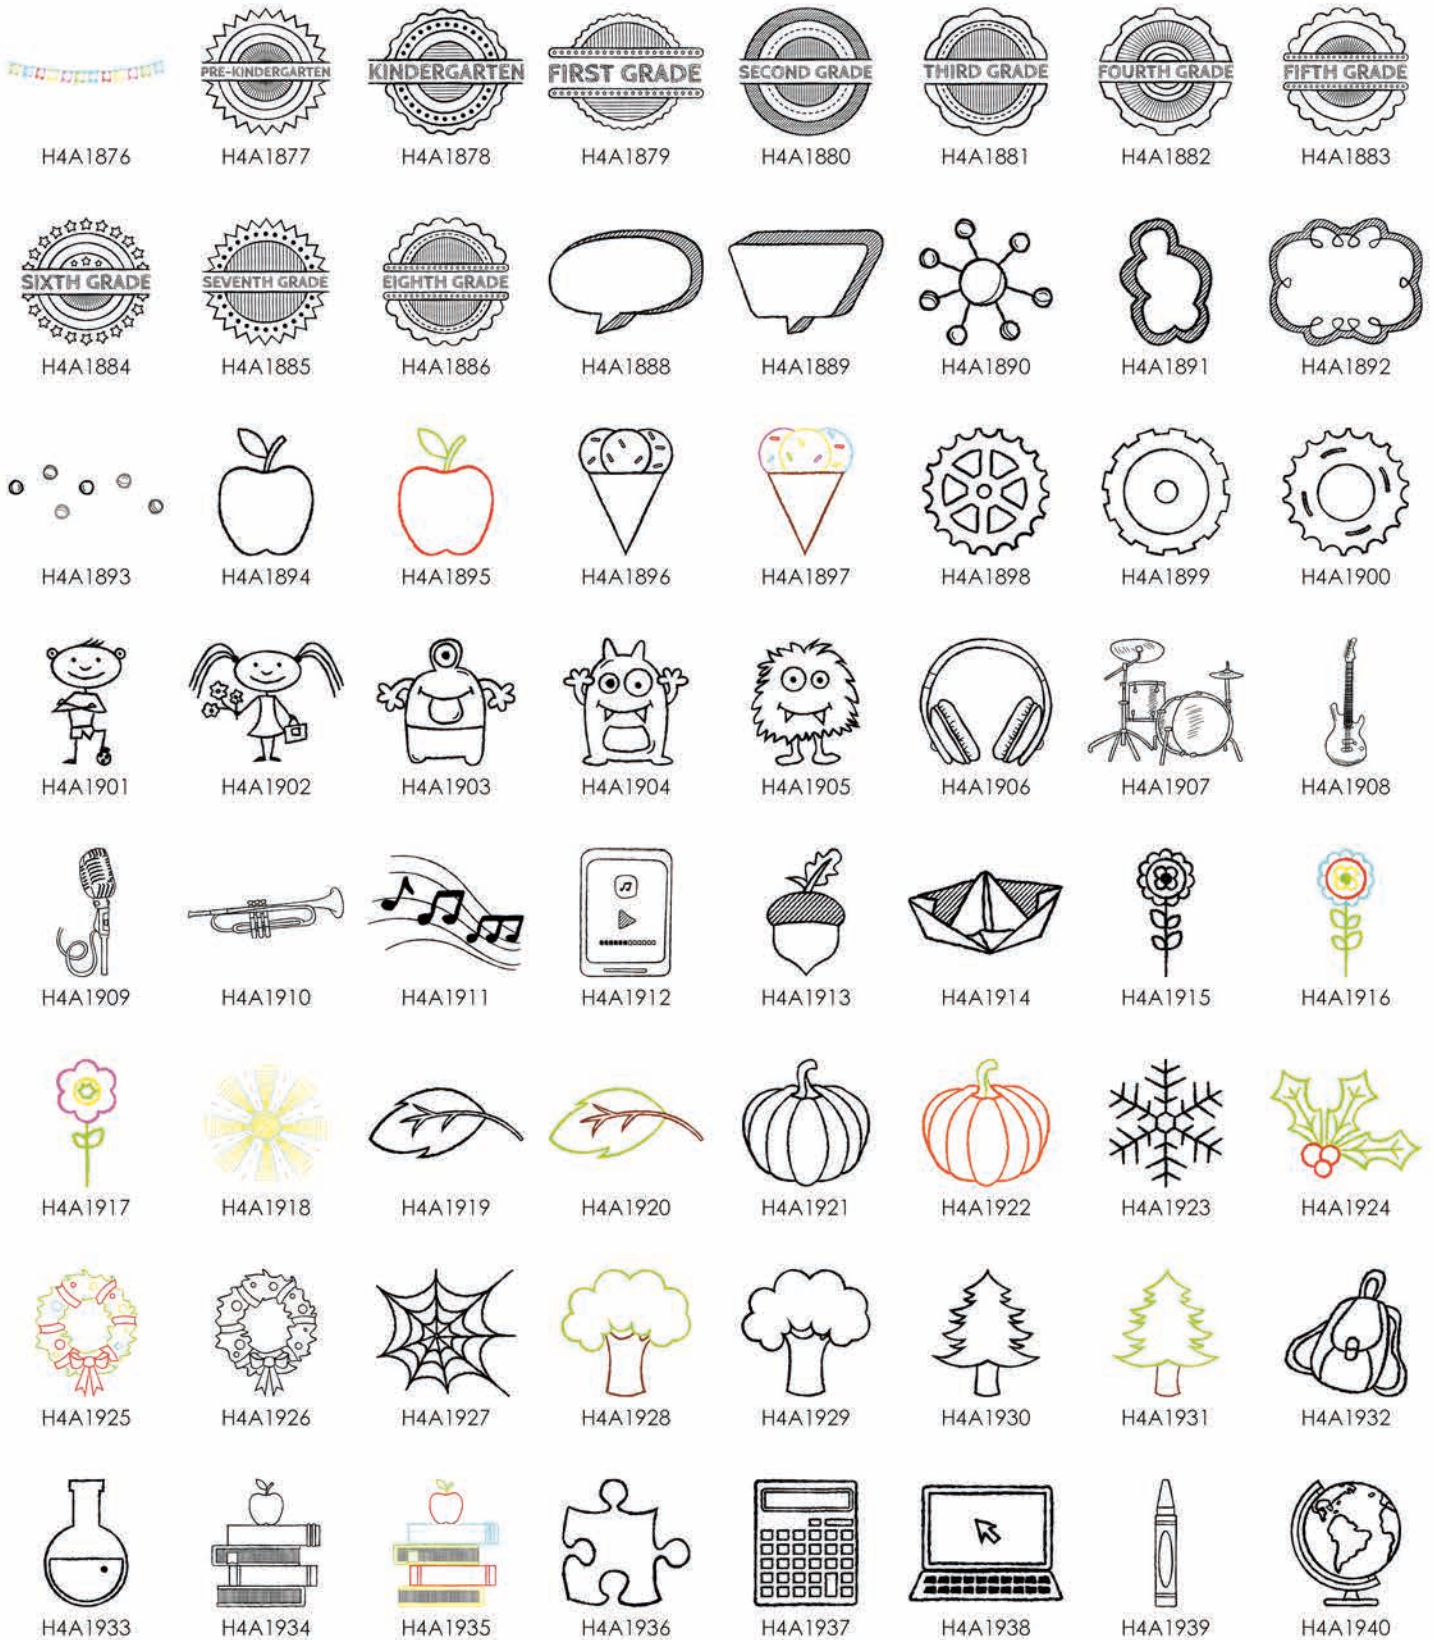 PRE-KINDERGARTEN KINDERGARTEN FIRST GRADE SECOND GRADE THIRD GRADE FOURTH GRADE FIFTH GRADE
H4A1876 H4A1877 H4A1878 H4A1879 H4A1880 H4A1881 H4A1882 H4A1883
SIXTH GRADE SEVENTH GRADE EIGHTH GRADE
H4A1884 H4A1885 H4A1886 H4A1888 H4A1889 H4A1890 H4A1891 H4A1892
H4A1893 H4A1894 H4A1895 H4A1896 H4A1897 H4A1898 H4A1899 H4A1900
H4A1901 H4A1902 H4A1903 H4A1904 H4A1905 H4A1906 H4A1907 H4A1908
H4A1909 H4A1910 H4A1911 H4A1912 H4A1913 H4A1914 H4A1915 H4A1916
H4A1917 H4A1918 H4A1919 H4A1920 H4A1921 H4A1922 H4A1923 H4A1924
H4A1925 H4A1926 H4A1927 H4A1928 H4A1929 H4A1930 H4A1931 H4A1932
H4A1933 H4A1934 H4A1935 H4A1936 H4A1937 H4A1938 H4A1939 H4A1940